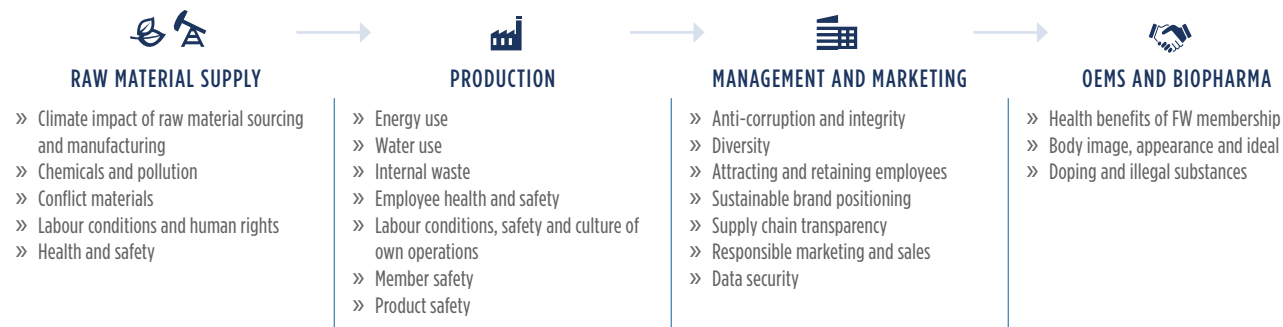 RAW MATERIAL SUPPLY
» Climate impact of raw material sourcing
and manufacturing
» Chemicals and pollution
» Conflict materials
» Labour conditions and human rights
» Health and safety
PRODUCTION
» Energy use
» Water use
» Internal waste
» Employee health and safety
» Labour conditions, safety and culture of
own operations
» Member safety
» Product safety
MANAGEMENT AND MARKETING
» Anti-corruption and integrity
» Diversity
» Attracting and retaining employees
» Sustainable brand positioning
» Supply chain transparency
» Responsible marketing and sales
» Data security
OEMS AND BIOPHARMA
» Health benefits of FW membership
» Body image, appearance and ideal
» Doping and illegal substances